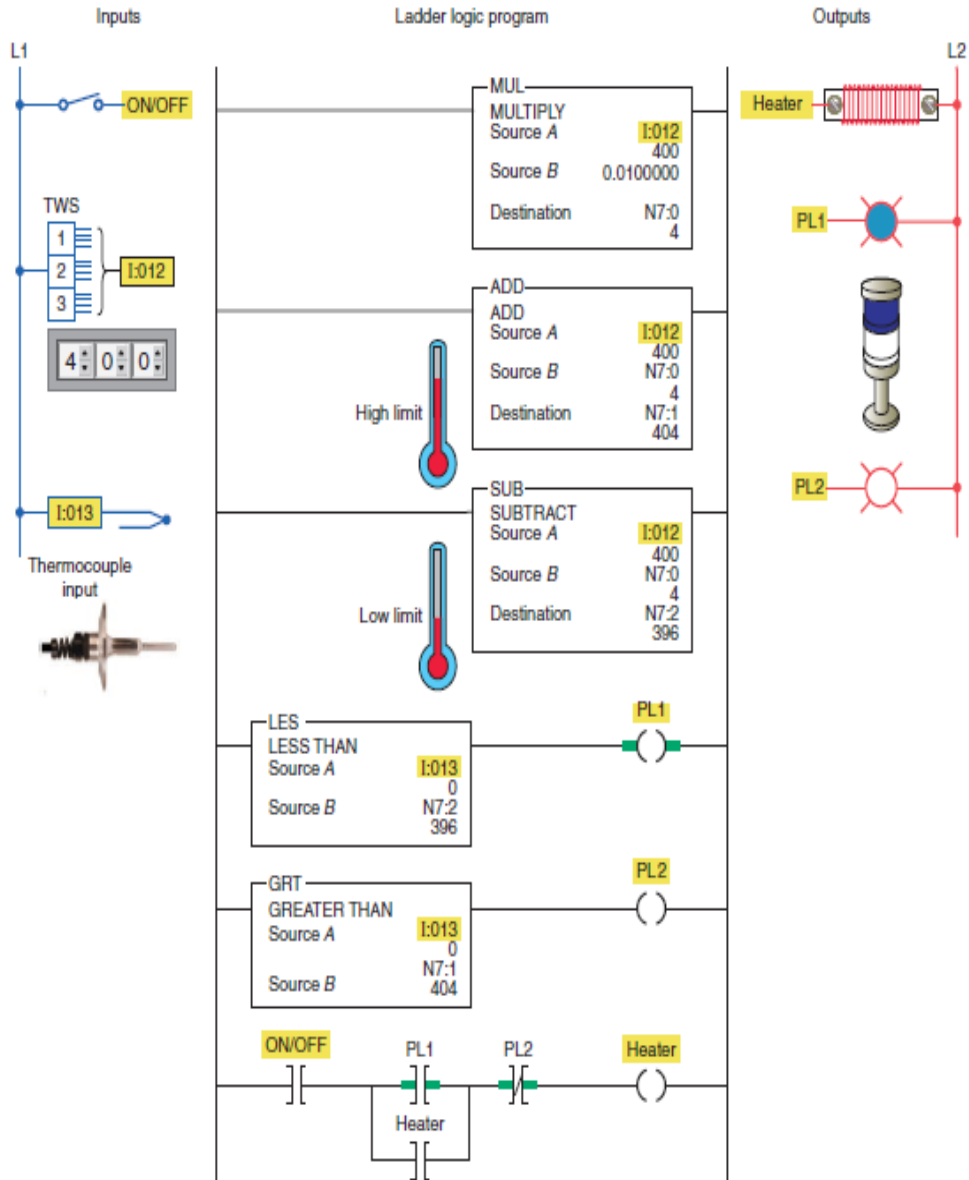 Inputs
Ladder logic program
Outputs
L1
L2
ON/OFF
MUL
MULTIPLY
Source A I:012
400
Source B 0.0100000
Destination N7:0
4
Heater
TWS
1
2
3
I:012
4 0 0
PL1
ADD
ADD
Source A I:012
400
Source B N7:0
4
Destination N7:1
404
High limit
PL2
I:013
Thermocouple
input
SUB
SUBTRACT
Source A I:012
400
Source B N7:0
4
Destination N7:2
396
Low limit
LES
LESS THAN
Source A I:013
0
Source B N7:2
396
PL1
GRT
GREATER THAN
Source A I:013
0
N7:1
Source B 404
PL2
ON/OFF
PL1
PL2
Heater
Heater